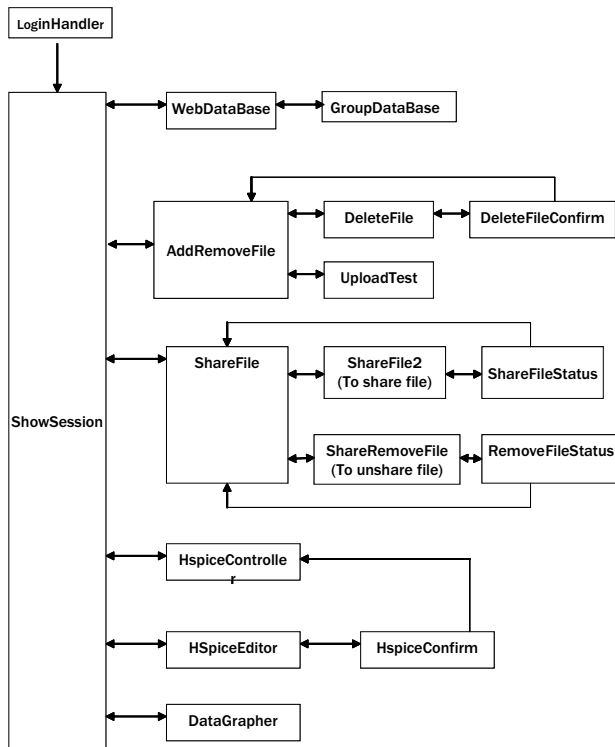 LoginHandler
WebDataBase
GroupDataBase
DeleteFile
DeleteFileConfirm
AddRemoveFile
UploadTest
ShareFile
ShareFile2
(To share file)
ShareFileStatus
ShowSession
ShareRemoveFile
(To unshare file)
RemoveFileStatus
HspiceControlle
r
HSpiceEditor
HspiceConfirm
DataGrapher